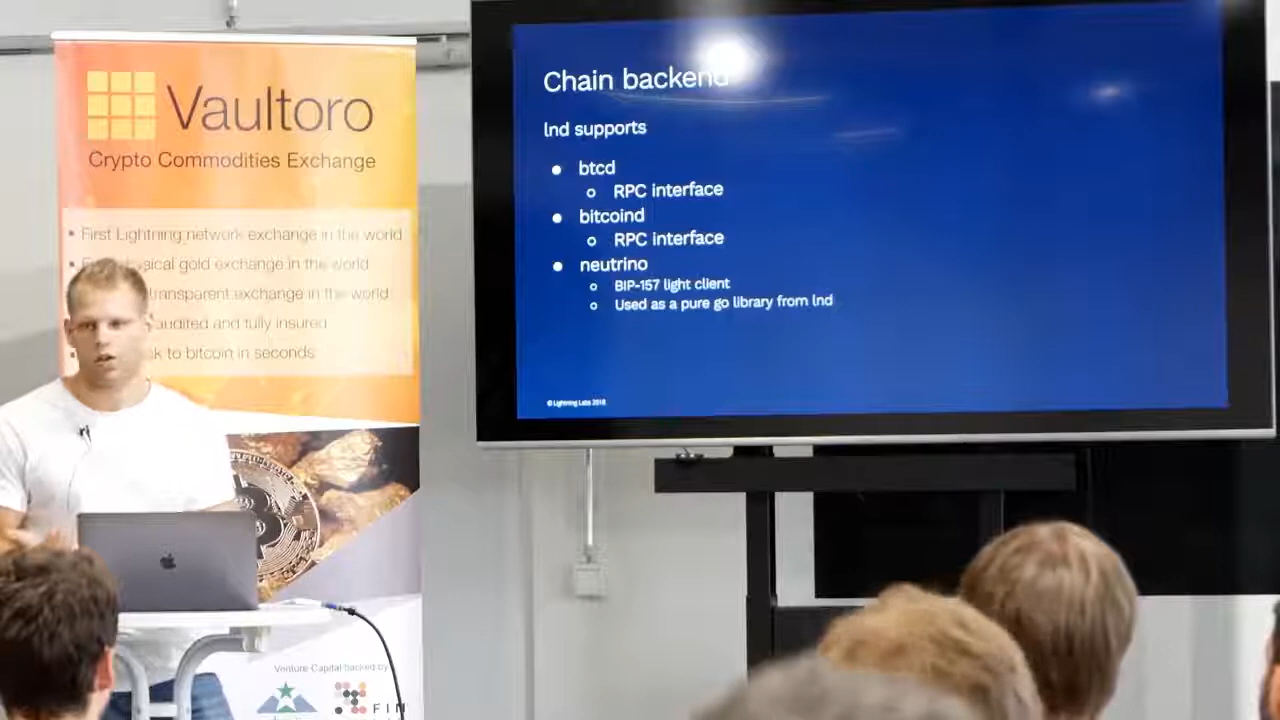 Vaultoro
Crypto Commodities Exchange
• First Lightning network exchange in the world
sical gold exchange in the world
transparent exchange in the world
audited and fully insured
to bitcoin in seconds
Venture Capital backed by
FIN
Chain backend
lnd supports
● btcd
○ RPC interface
● bitcoind
○ RPC interface
● neutrino
○ BIP-157 light client
○ Used as a pure go library from lnd
© Lightning Labs 2018